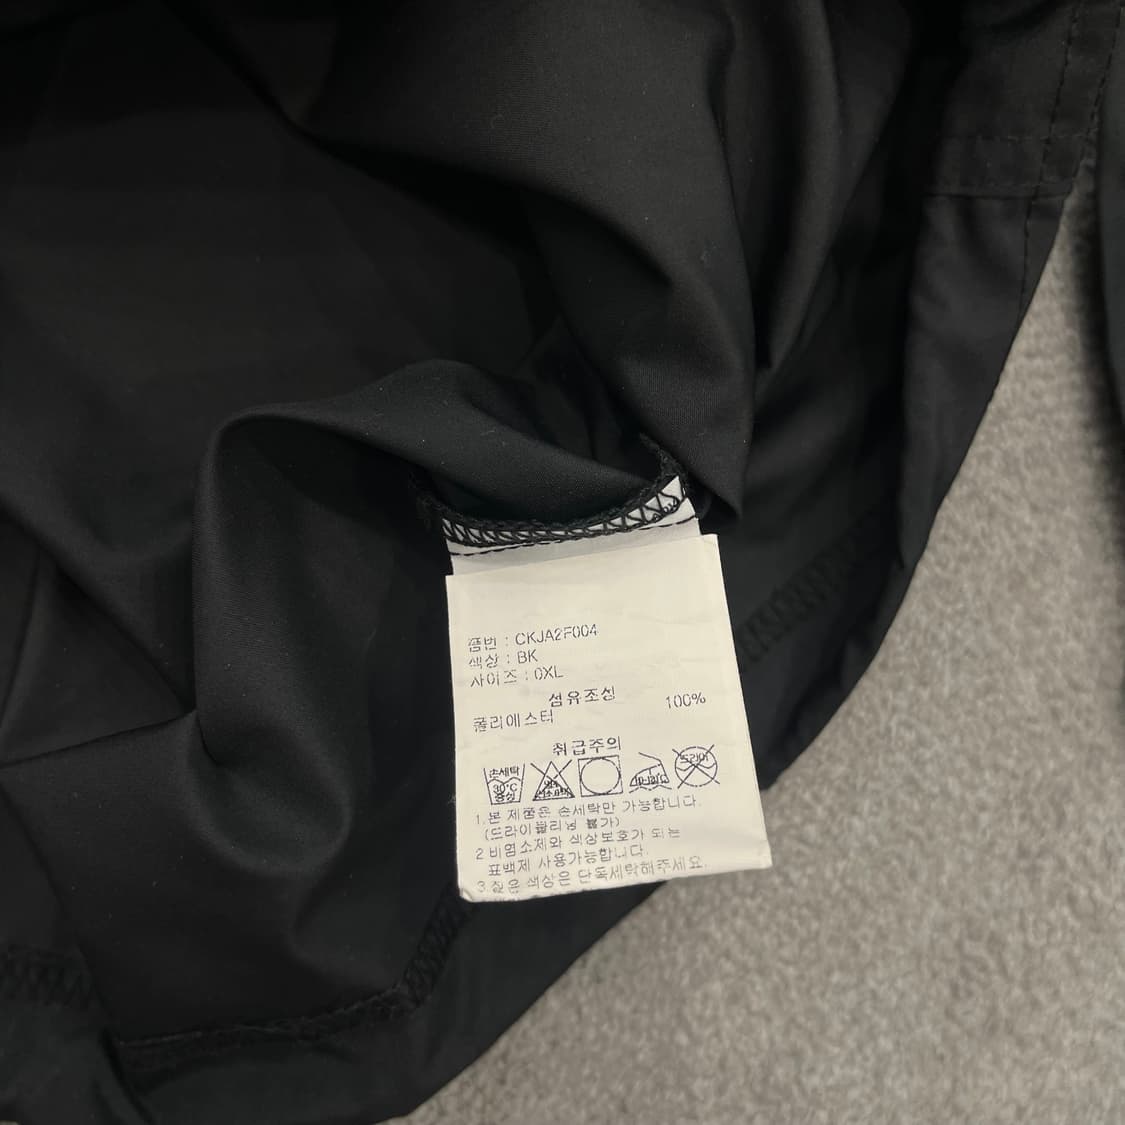 품번 : CKJA2F004
색상 : BK
사이즈 : 0XL
섬유조성
폴리에스터 100%
취급주의
손세탁 드라이
30°C
중성
1.본 제품은 손세탁만 가능합니다.
(드라이클리닝 불가)
2 비염소제와 색상보호가 되는
표백제 사용가능합니다.
3.짙은 색상은 단독세탁해주세요.